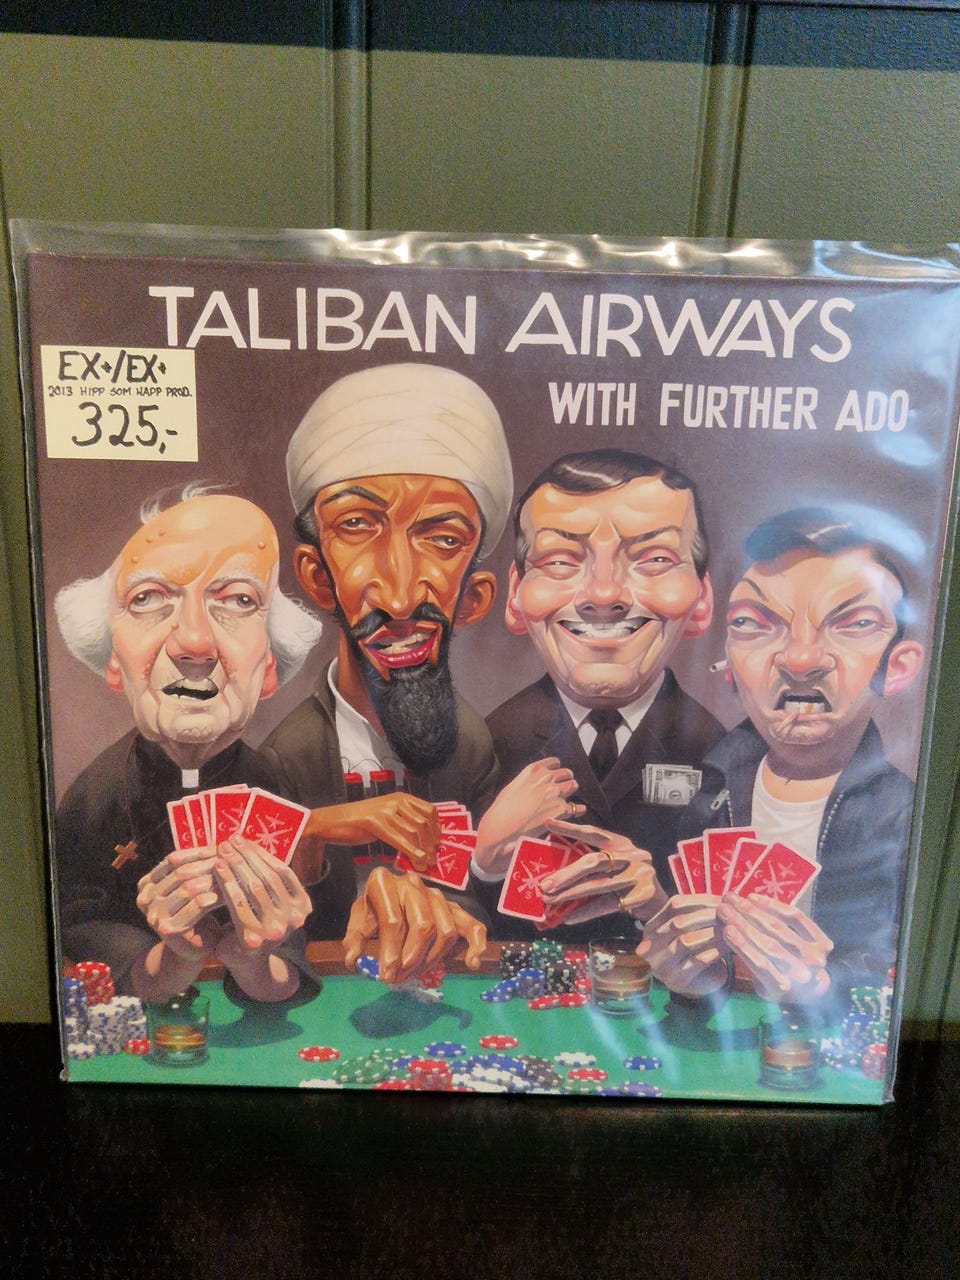 TALIBAN AIRWAYS
WITH FURTHER ADO
EX+/EX+
2013 HIPP SOM HAPP PROD.
325,-